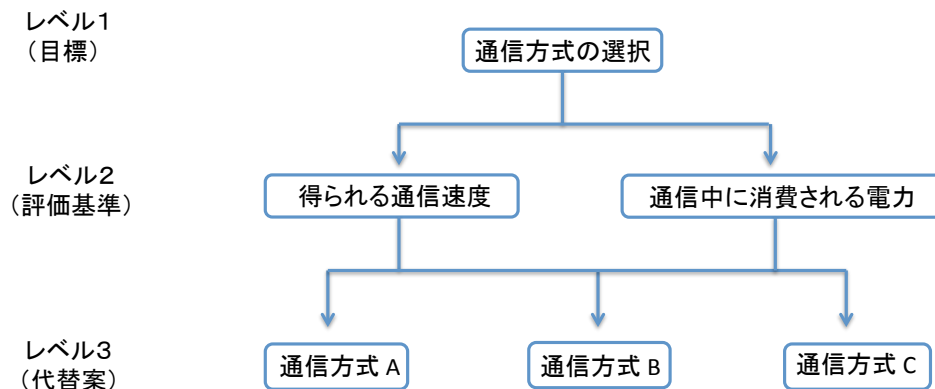 レベル1
(目標)
通信方式の選択
レベル2
(評価基準)
得られる通信速度
通信中に消費される電力
レベル3
(代替案)
通信方式 A
通信方式 B
通信方式 C